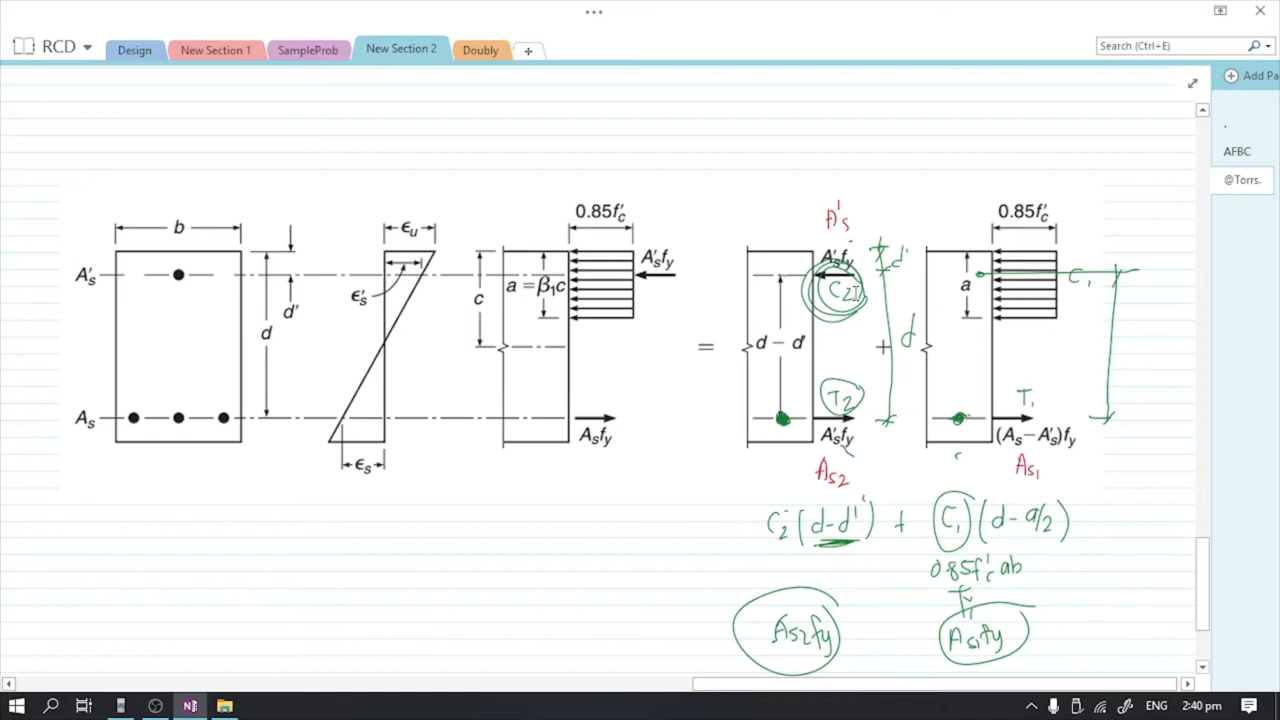 RCD
Design
New Section 1
SampleProb
New Section 2
Doubly
+
Search (Ctrl+E)
Add Pa
AFBC
@Torrs.
b
A's
As
d'
d
ϵu
ϵ's
ϵs
c
a = β1c
0.85f'c
A'sfy
Asfy
=
A's
A'sfy
C2
d'
d – d'
d
T2
A'sfy
As2
+
0.85f'c
a
C1
T1
(As – A's)fy
As1
C2 (d-d') + C1 (d - a/2)
0.85f'c ab
T1
As2fy
As1fy
ENG
2:40 pm